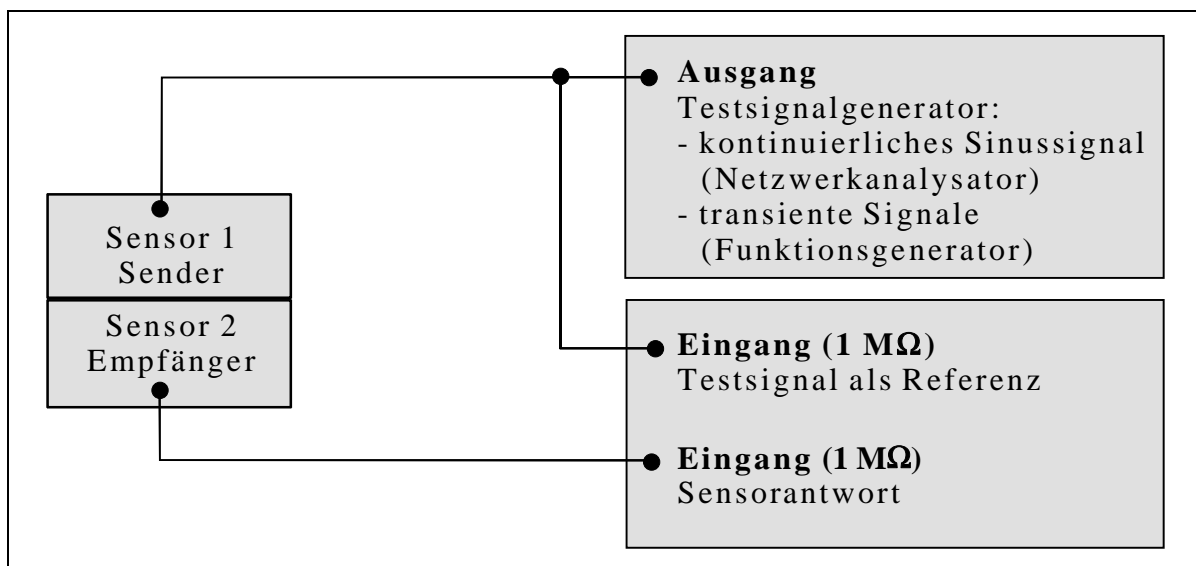 Ausgang
Testsignalgenerator:
- kontinuierliches Sinussignal
(Netzwerkanalysator)
- transiente Signale
(Funktionsgenerator)
Sensor 1
Sender
Sensor 2
Empfänger
Eingang (1 MΩ)
Testsignal als Referenz
Eingang (1 MΩ)
Sensorantwort